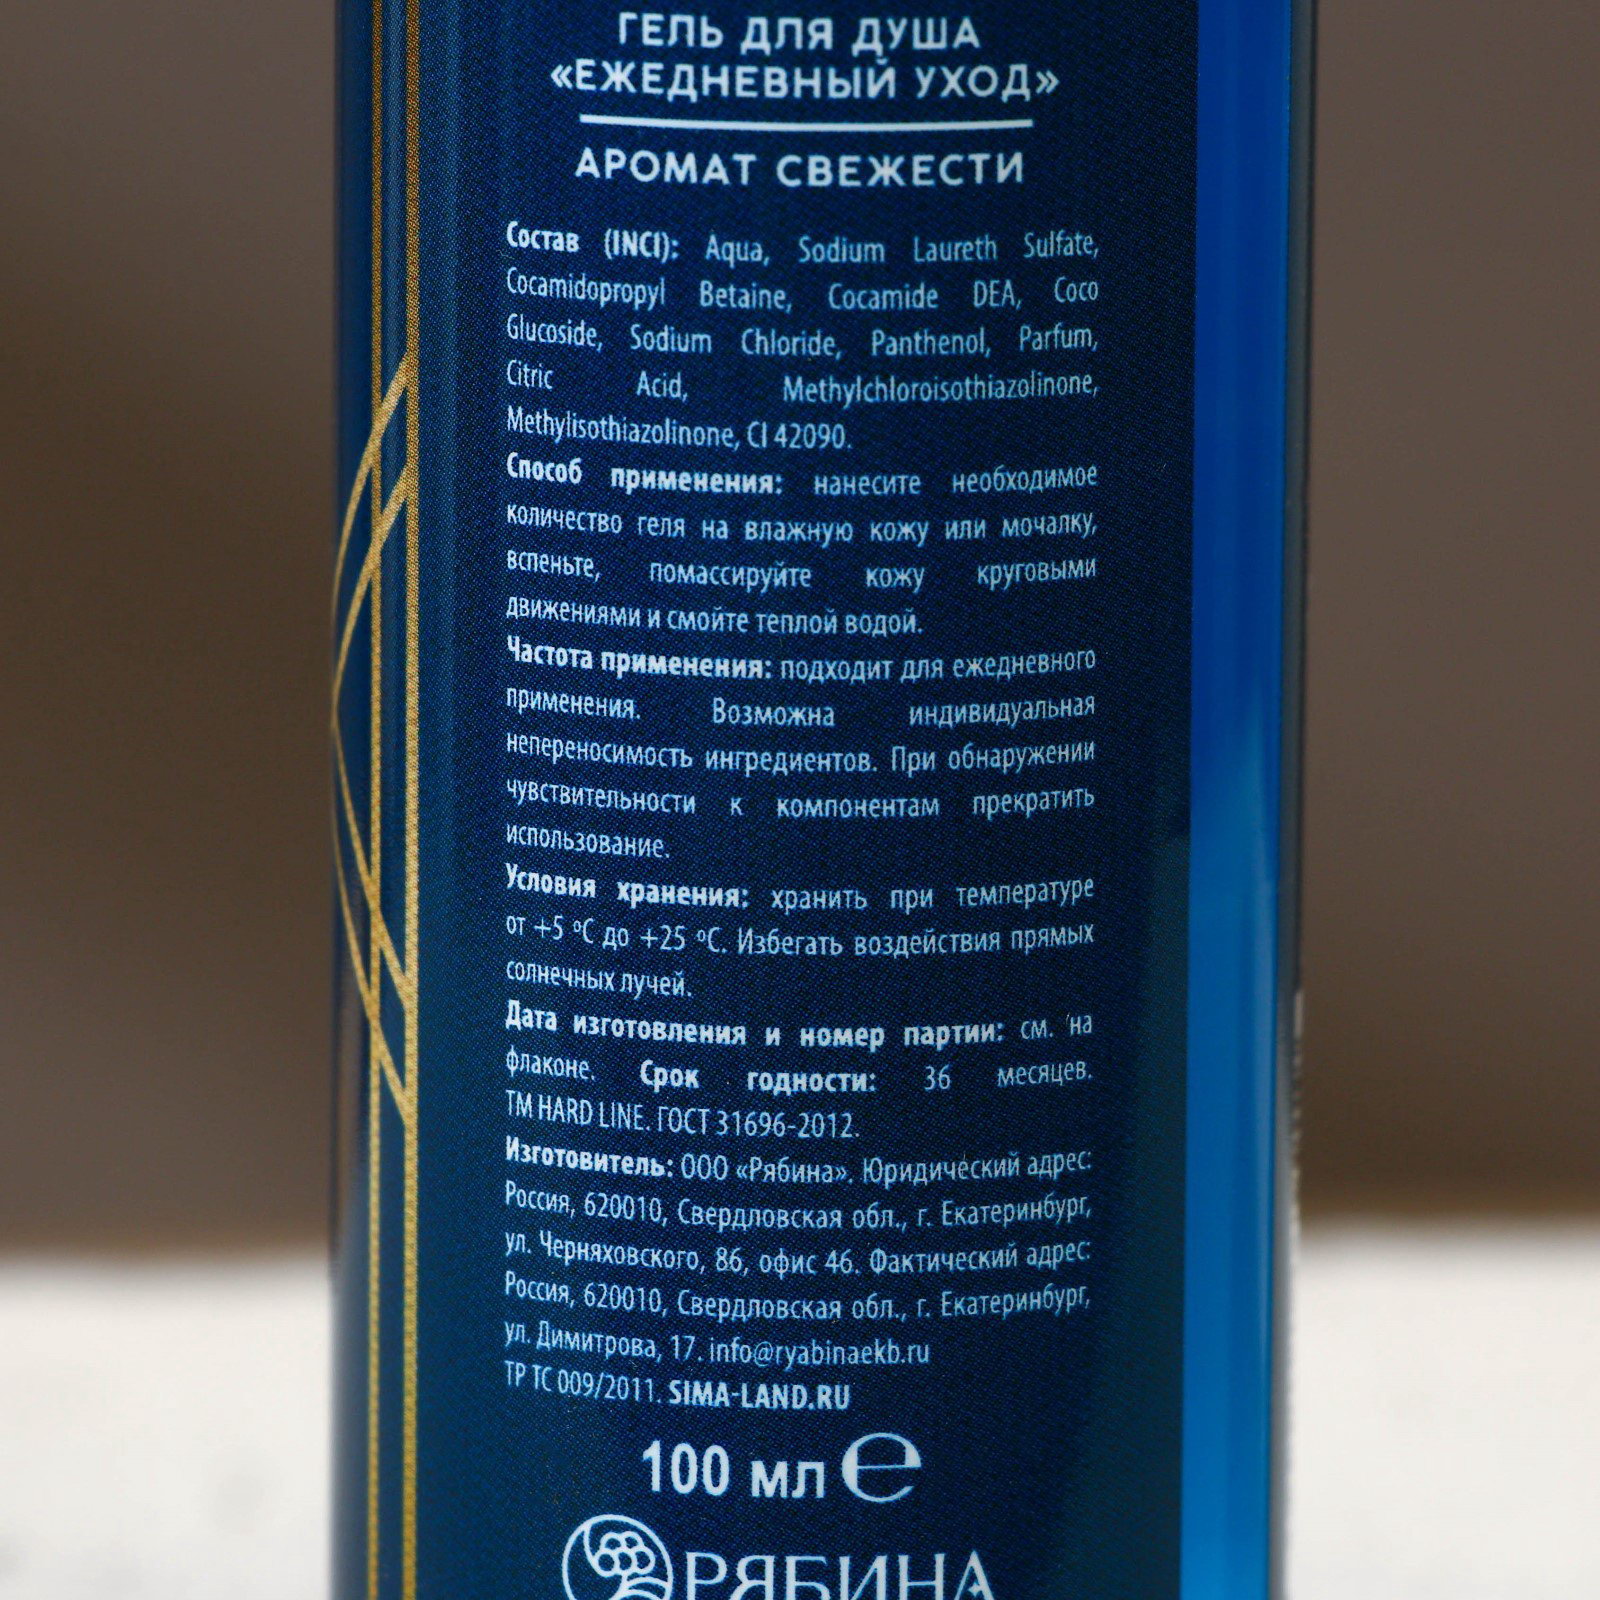 ГЕЛЬ ДЛЯ ДУША
«ЕЖЕДНЕВНЫЙ УХОД»
АРОМАТ СВЕЖЕСТИ
Состав (INCI): Aqua, Sodium Laureth Sulfate,
Cocamidopropyl Betaine, Cocamide DEA, Coco
Glucoside, Sodium Chloride, Panthenol, Parfum,
Citric Acid, Methylchloroisothiazolinone,
Methylisothiazolinone, CI 42090.
Способ применения: нанесите необходимое
количество геля на влажную кожу или мочалку,
вспеньте, помассируйте кожу круговыми
движениями и смойте теплой водой.
Частота применения: подходит для ежедневного
применения. Возможна индивидуальная
непереносимость ингредиентов. При обнаружении
чувствительности к компонентам прекратить
использование.
Условия хранения: хранить при температуре
от +5 ºС до +25 ºС. Избегать воздействия прямых
солнечных лучей.
Дата изготовления и номер партии: см. на
флаконе. Срок годности: 36 месяцев.
ТМ HARD LINE. ГОСТ 31696-2012.
Изготовитель: ООО «Рябина». Юридический адрес:
Россия, 620010, Свердловская обл., г. Екатеринбург,
ул. Черняховского, 86, офис 46. Фактический адрес:
Россия, 620010, Свердловская обл., г. Екатеринбург,
ул. Димитрова, 17. info@ryabinaekb.ru
ТР ТС 009/2011. SIMA-LAND.RU
100 мл ℮
РЯБИНА